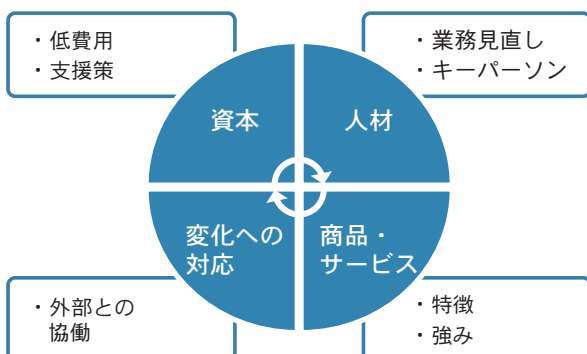 ・低費用
・支援策
・業務見直し
・キーパーソン
資本
人材
変化への
対応
商品・
サービス
・外部との
協働
・特徴
・強み